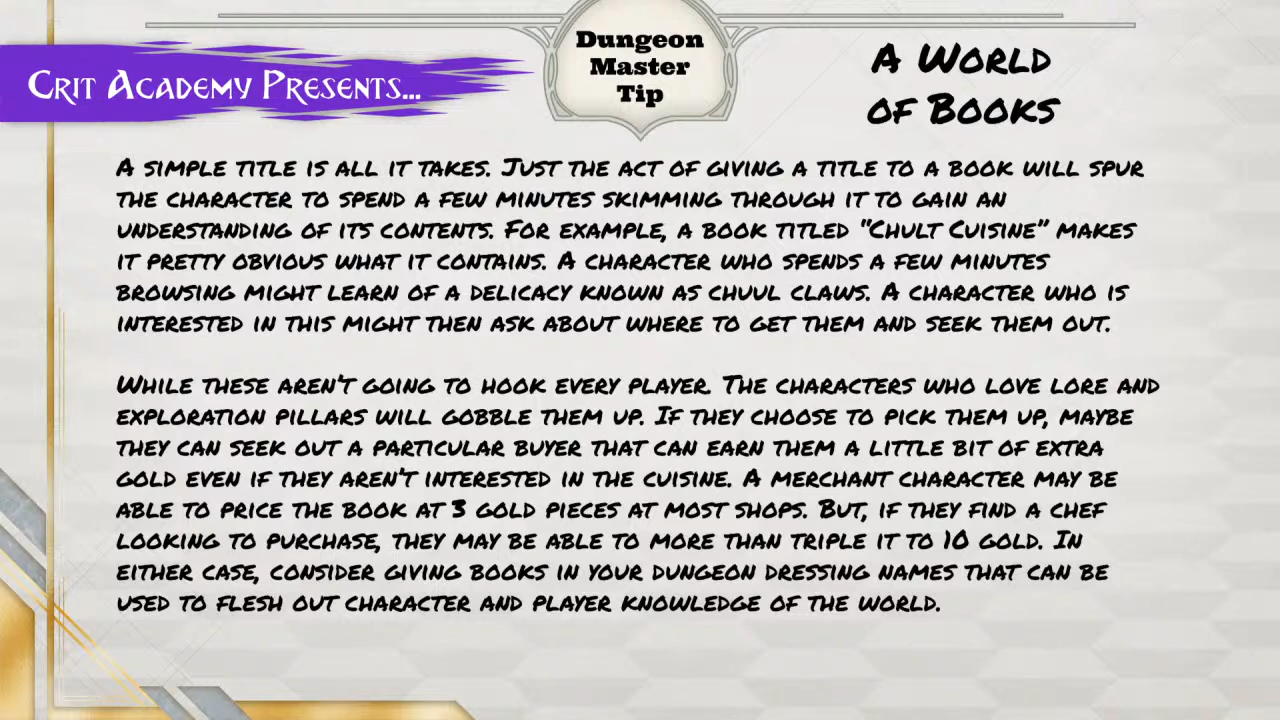 Crit Academy Presents...
Dungeon
Master
Tip
A World
of Books
A simple title is all it takes. Just the act of giving a title to a book will spur
the character to spend a few minutes skimming through it to gain an
understanding of its contents. For example, a book titled "Chult Cuisine" makes
it pretty obvious what it contains. A character who spends a few minutes
browsing might learn of a delicacy known as chuul claws. A character who is
interested in this might then ask about where to get them and seek them out.
While these aren't going to hook every player. The characters who love lore and
exploration pillars will gobble them up. If they choose to pick them up, maybe
they can seek out a particular buyer that can earn them a little bit of extra
gold even if they aren't interested in the cuisine. A merchant character may be
able to price the book at 3 gold pieces at most shops. But, if they find a chef
looking to purchase, they may be able to more than triple it to 10 gold. In
either case, consider giving books in your dungeon dressing names that can be
used to flesh out character and player knowledge of the world.